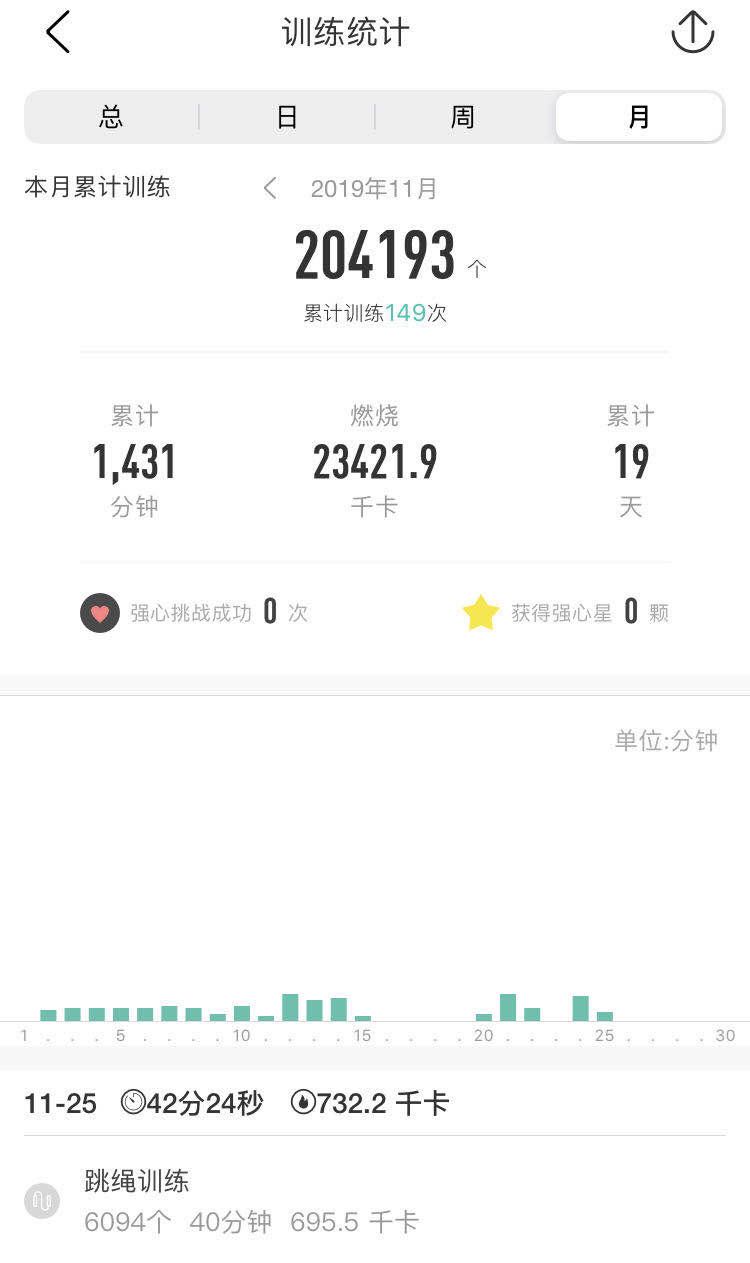 训练统计
总 日 周 月
本月累计训练 2019年11月
204193 个
累计训练149次
累计 燃烧 累计
1,431 23421.9 19
分钟 千卡 天
强心挑战成功 0 次 获得强心星 0 颗
单位:分钟
1 . . . 5 . . . . 10 . . . . 15 . . . . 20 . . . . 25 . . . . 30
11-25 42分24秒 732.2 千卡
跳绳训练
6094个 40分钟 695.5 千卡